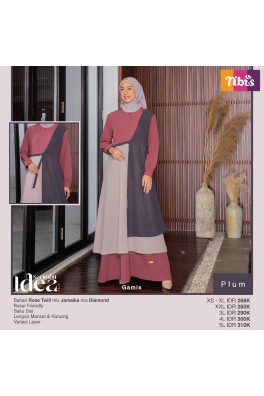 Nbrs
Gamis
Idea
Plum
Bahan Rose Twill mix Jamaika mix Diamond
Busui Friendly
Saku Sisi
Lengan Manset & Kancing
Variasi Layer
XS - XL IDR 268K
XXL IDR 280K
3L IDR 290K
4L IDR 300K
5L IDR 310K